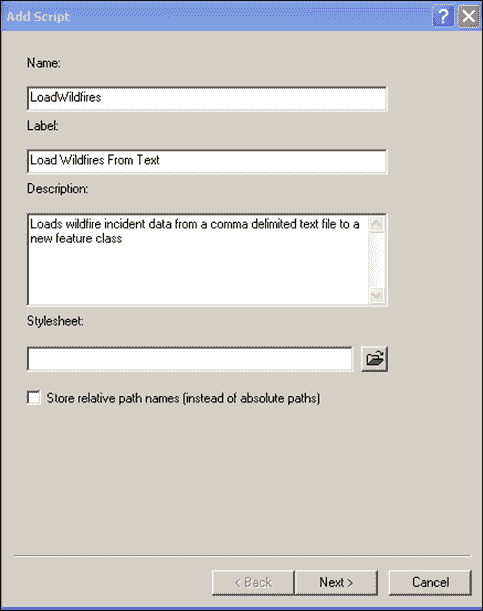 Add Script
Name:
LoadWildfires
Label:
Load Wildfires From Text
Description:
Loads wildfire incident data from a comma delimited text file to a
new feature class
Stylesheet:
Store relative path names (instead of absolute paths)
< Back
Next >
Cancel